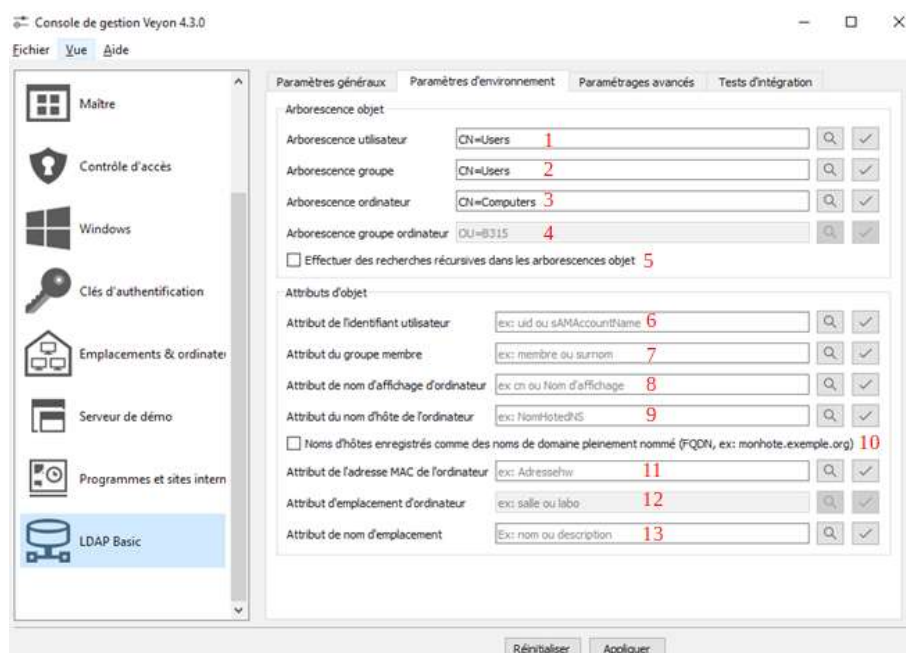 Console de gestion Veyon 4.3.0
Fichier Vue Aide
Maître
Contrôle d'accès
Windows
Clés d'authentification
Emplacements & ordinate
Serveur de démo
Programmes et sites intern
LDAP Basic
Paramètres généraux Paramètres d'environnement Paramétrages avancés Tests d'intégration
Arborescence objet
Arborescence utilisateur CN=Users 1
Arborescence groupe CN=Users 2
Arborescence ordinateur CN=Computers 3
Arborescence groupe ordinateur OU=B315 4
Effectuer des recherches récursives dans les arborescences objet 5
Attributs d'objet
Attribut de l'identifiant utilisateur ex: uid ou sAMAccountName 6
Attribut du groupe membre ex: membre ou surnom 7
Attribut de nom d'affichage d'ordinateur ex cn ou Nom d'affichage 8
Attribut du nom d'hôte de l'ordinateur ex: NomHotedNS 9
Noms d'hôtes enregistrés comme des noms de domaine pleinement nommé (FQDN, ex: monhote.exemple.org) 10
Attribut de l'adresse MAC de l'ordinateur ex: Adressehw 11
Attribut d'emplacement d'ordinateur ex: salle ou labo 12
Attribut de nom d'emplacement Ex: nom ou description 13
Réinitialiser Appliquer